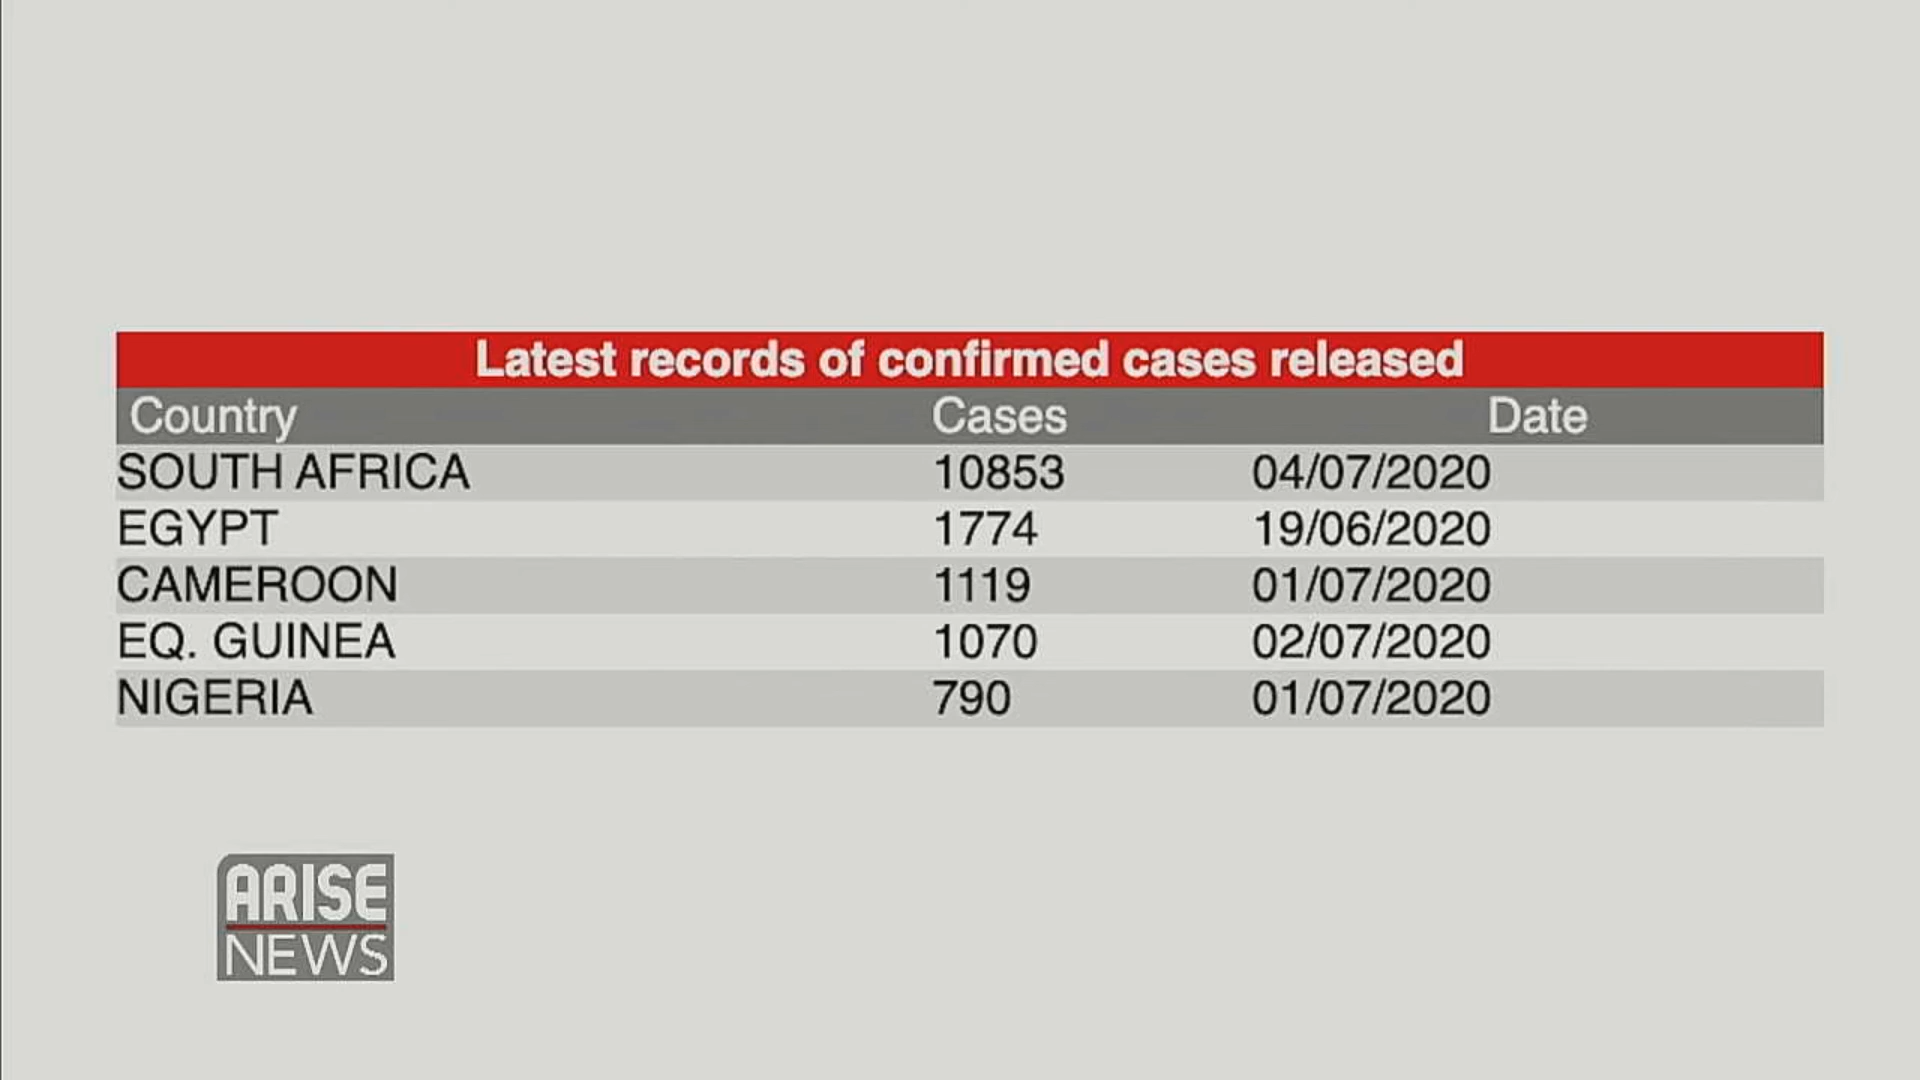 Latest records of confirmed cases released
Country Cases Date
SOUTH AFRICA 10853 04/07/2020
EGYPT 1774 19/06/2020
CAMEROON 1119 01/07/2020
EQ. GUINEA 1070 02/07/2020
NIGERIA 790 01/07/2020
ARISE
NEWS